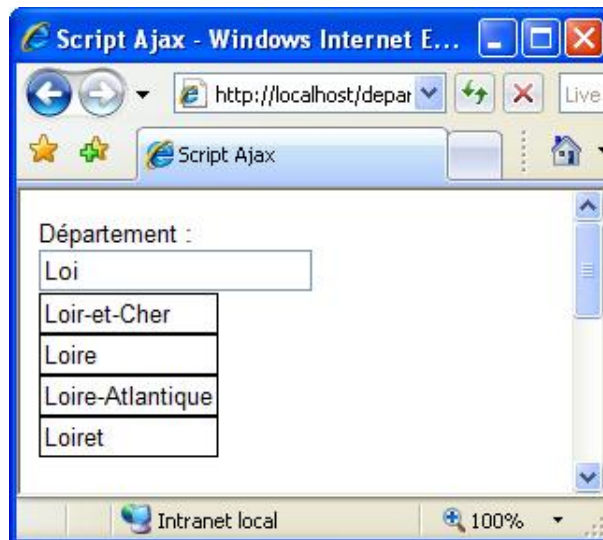 Script Ajax - Windows Internet E...
http://localhost/depar
Live
Script Ajax
Département :
Loi
Loir-et-Cher
Loire
Loire-Atlantique
Loiret
Intranet local
100%